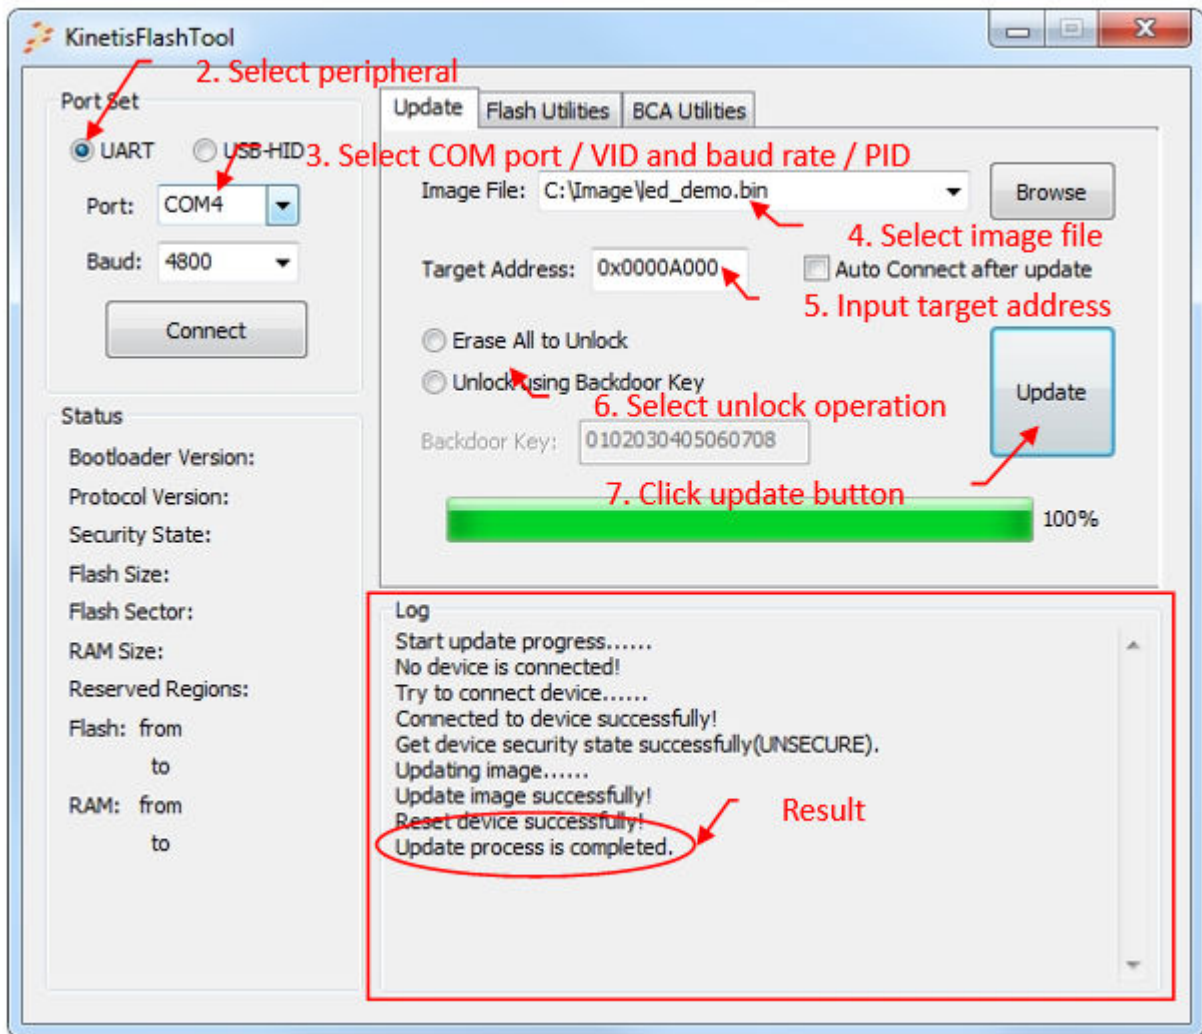 KinetisFlashTool
2. Select peripheral
Port Set
UART
USB-HID
3. Select COM port / VID and baud rate / PID
Port:
COM4
Baud:
4800
Connect
Update
Flash Utilities
BCA Utilities
Image File:
C:\Image\led_demo.bin
Browse
4. Select image file
Target Address:
0x0000A000
Auto Connect after update
5. Input target address
Erase All to Unlock
Unlock using Backdoor Key
6. Select unlock operation
Backdoor Key:
0102030405060708
Update
7. Click update button
100%
Status
Bootloader Version:
Protocol Version:
Security State:
Flash Size:
Flash Sector:
RAM Size:
Reserved Regions:
Flash: from
to
RAM: from
to
Log
Start update progress......
No device is connected!
Try to connect device......
Connected to device successfully!
Get device security state successfully(UNSECURE).
Updating image......
Update image successfully!
Reset device successfully!
Update process is completed.
Result